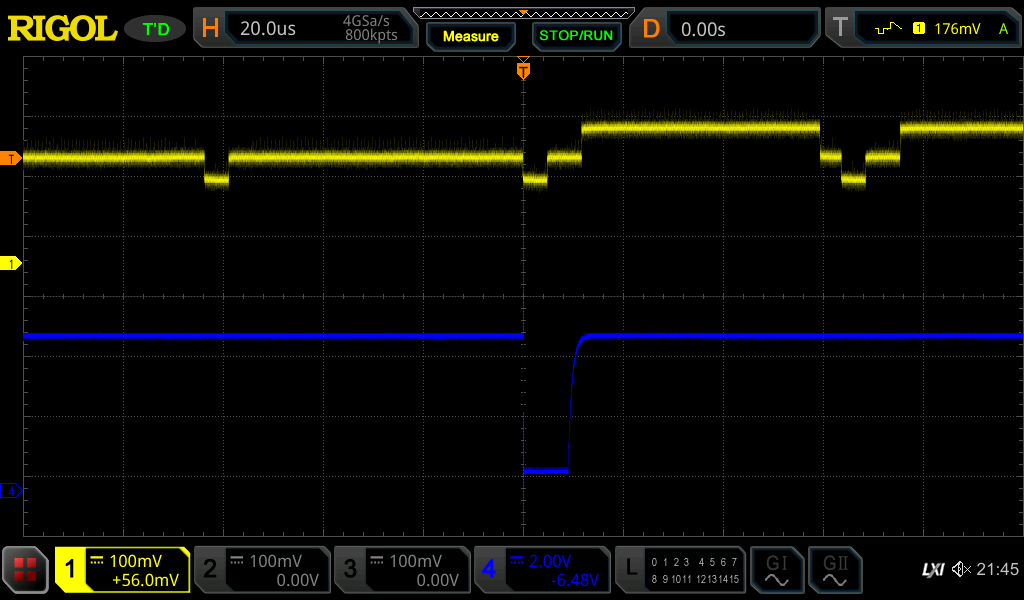 RIGOL T'D H 20.0us 4GSa/s 800kpts Measure STOP/RUN D 0.00s T 1 176mV A
T
T
1
4
1 100mV +56.0mV 2 100mV 0.00V 3 100mV 0.00V 4 2.00V -6.48V L 0 1 2 3 4 5 6 7 8 9 10 11 12 13 14 15 GI GII LXI 21:45